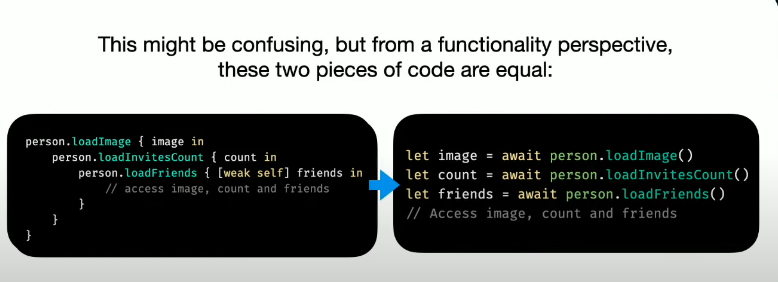 This might be confusing, but from a functionality perspective,
these two pieces of code are equal:
person.loadImage { image in
person.loadInvitesCount { count in
person.loadFriends { [weak self] friends in
// access image, count and friends
}
}
}
let image = await person.loadImage()
let count = await person.loadInvitesCount()
let friends = await person.loadFriends()
// Access image, count and friends